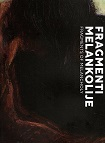 FRAGMENTI
MELANKOLIJE
FRAGMENTS OF MELANCHOLY